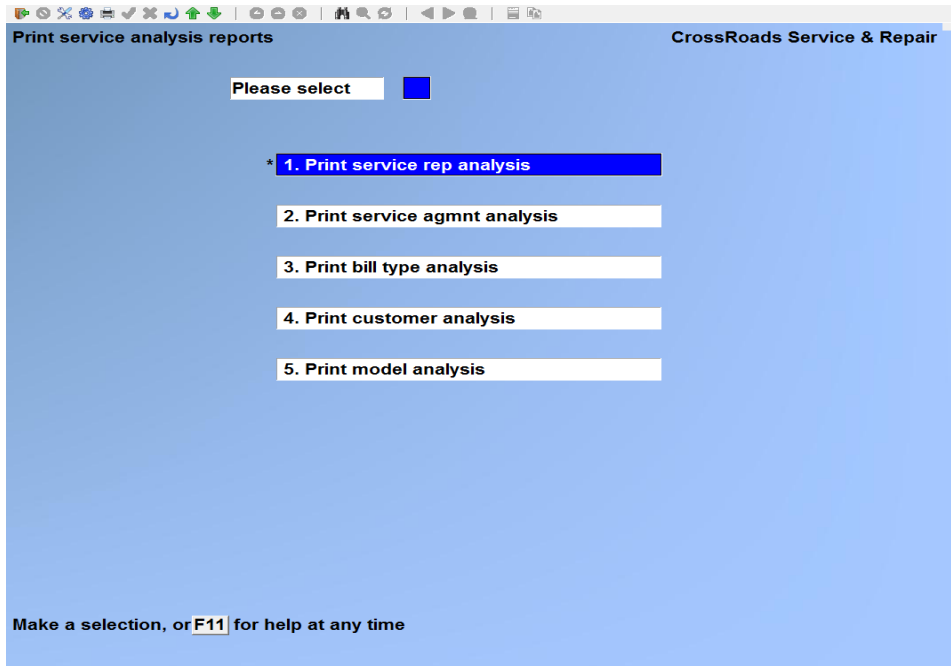 Print service analysis reports CrossRoads Service & Repair
Please select
* 1. Print service rep analysis
2. Print service agmnt analysis
3. Print bill type analysis
4. Print customer analysis
5. Print model analysis
Make a selection, or F11 for help at any time